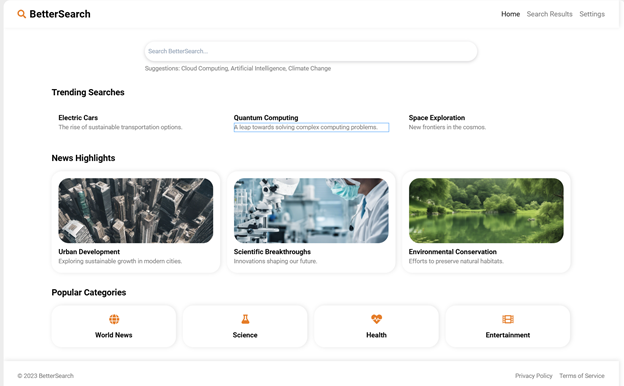 BetterSearch
Home Search Results Settings
Search BetterSearch...
Suggestions: Cloud Computing, Artificial Intelligence, Climate Change
Trending Searches
Electric Cars
The rise of sustainable transportation options.
Quantum Computing
A leap towards solving complex computing problems.
Space Exploration
New frontiers in the cosmos.
News Highlights
Urban Development
Exploring sustainable growth in modern cities.
Scientific Breakthroughs
Innovations shaping our future.
Environmental Conservation
Efforts to preserve natural habitats.
Popular Categories
World News
Science
Health
Entertainment
© 2023 BetterSearch
Privacy Policy Terms of Service